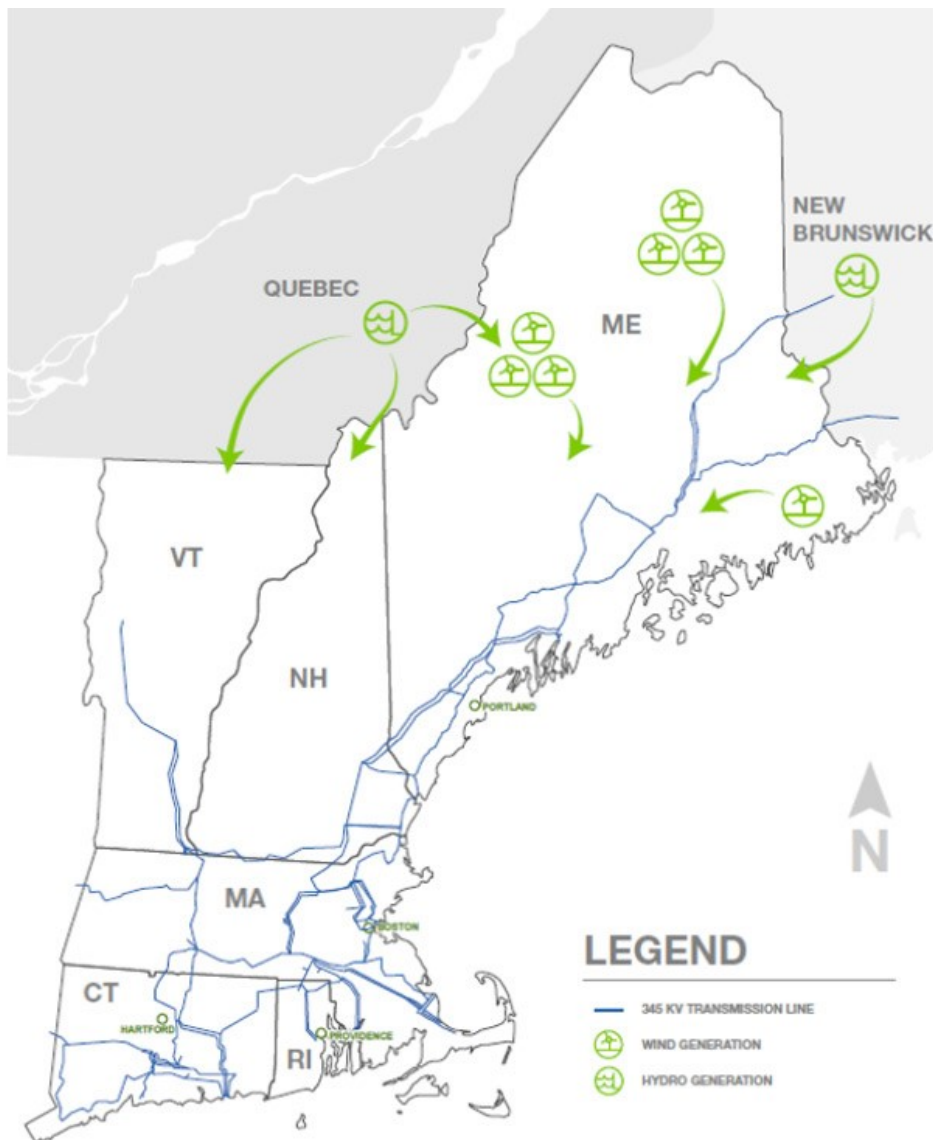 NEW
BRUNSWICK
QUEBEC
ME
VT
NH
PORTLAND
N
MA
BOSTON
LEGEND
CT
345 KV TRANSMISSION LINE
HARTFORD
PROVIDENCE
WIND GENERATION
RI
HYDRO GENERATION